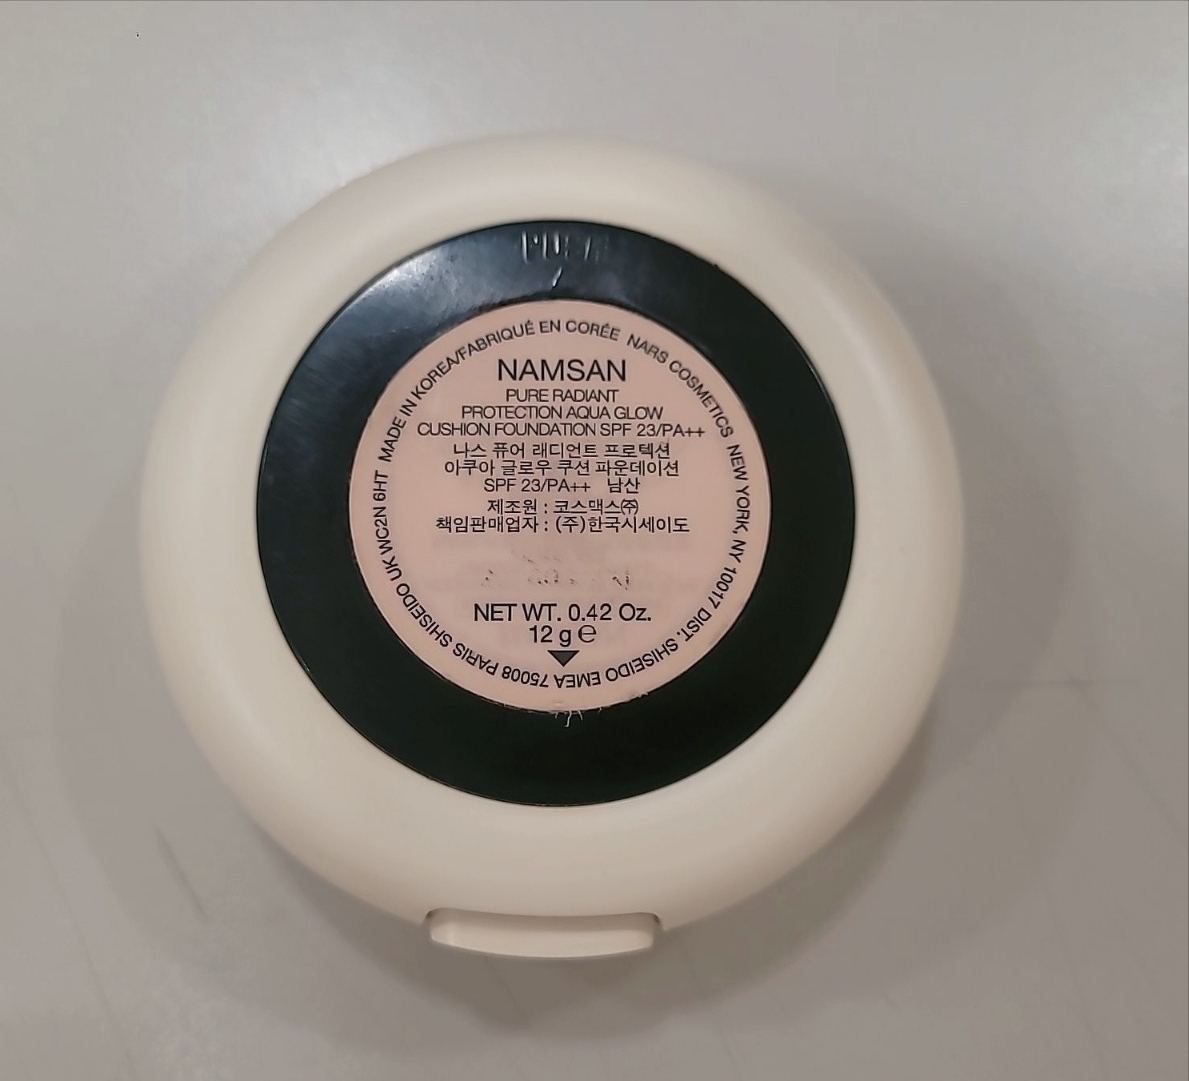 MADE IN KOREA/FABRIQUÉ EN CORÉE NARS COSMETICS NEW YORK, NY 10017 DIST. SHISEIDO EMEA 75008 PARIS SHISEIDO UK WC2N 6HT
NAMSAN
PURE RADIANT
PROTECTION AQUA GLOW
CUSHION FOUNDATION SPF 23/PA++
나스 퓨어 래디언트 프로텍션
아쿠아 글로우 쿠션 파운데이션
SPF 23/PA++ 남산
제조원 : 코스맥스㈜
책임판매업자 : (주)한국시세이도
NET WT. 0.42 Oz.
12 g ℮